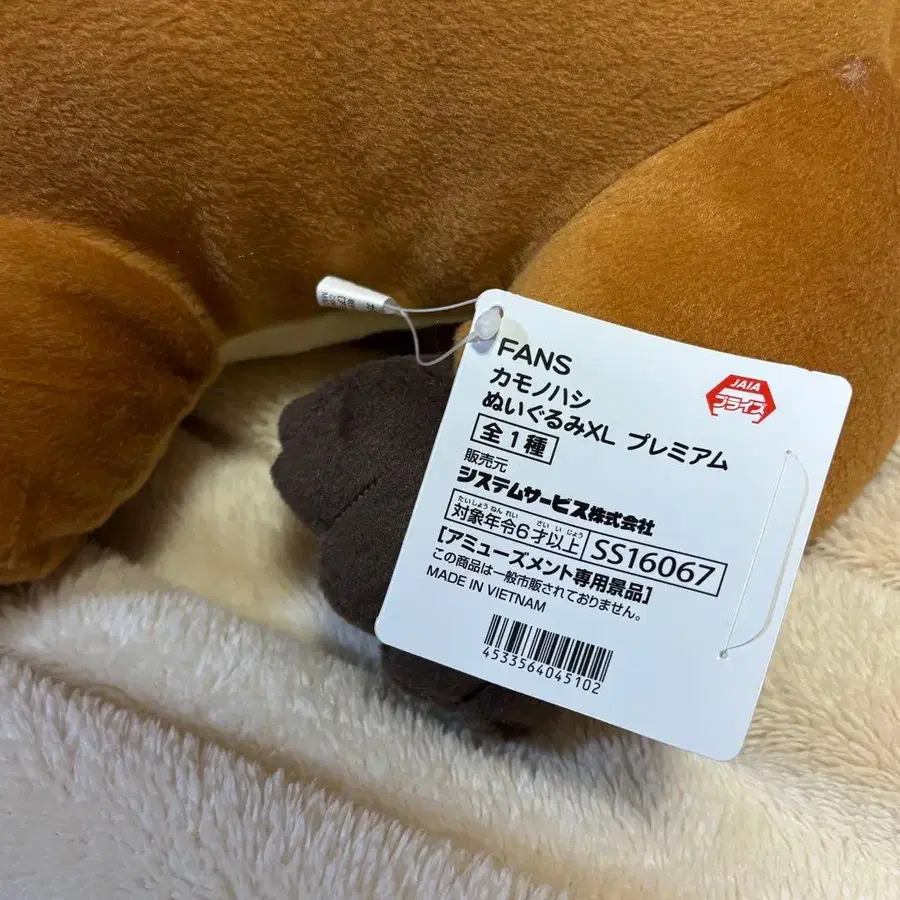 FANS
カモノハシ
ぬいぐるみXL プレミアム
全1種
JAIA
プライズ
販売元
システムサービス株式会社
たいしょうねんれい さい いじょう
対象年令6才以上
SS16067
[アミューズメント専用景品]
この商品は一般市販されておりません。
MADE IN VIETNAM
4533564045102